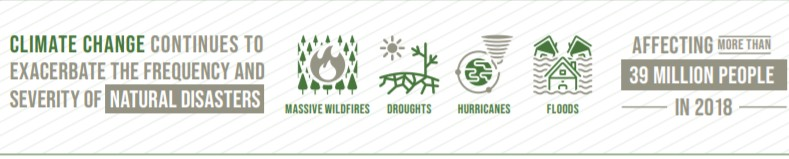 CLIMATE CHANGE CONTINUES TO
EXACERBATE THE FREQUENCY AND
SEVERITY OF NATURAL DISASTERS
MASSIVE WILDFIRES
DROUGHTS
HURRICANES
FLOODS
AFFECTING MORE THAN
39 MILLION PEOPLE
IN 2018